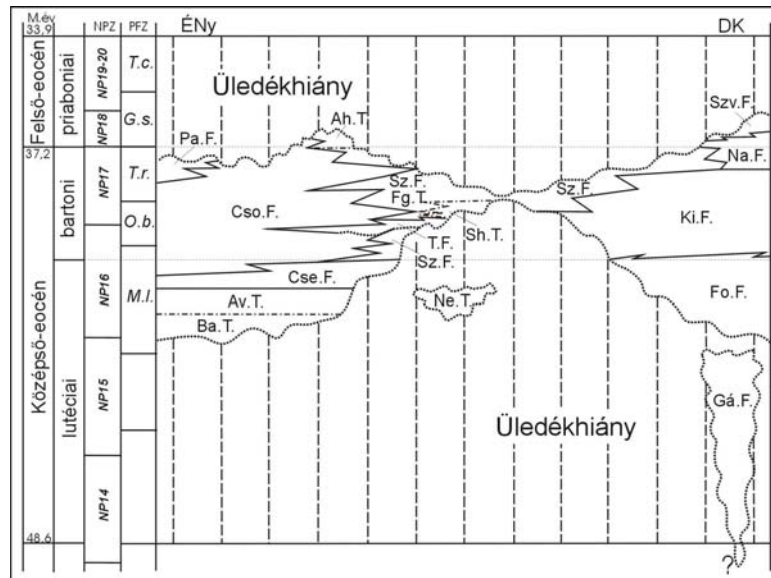 M.év NPZ PFZ ÉNy DK
33,9
Felső-eocén
priaboniai
NP19-20
T.c.
Üledékhiány
NP18
G.s.
Ah.T.
Szv.F.
Pa.F.
37,2
Na.F.
Középső-eocén
bartoni
NP17
T.r.
Sz.F.
Sz.F.
Fg.T.
Cso.F.
O.b.
Sh.T.
Ki.F.
T.F.
Sz.F.
NP16
M.l.
Cse.F.
Av.T.
Ne.T.
Fo.F.
Ba.T.
lutéciai
NP15
Gá.F.
Üledékhiány
NP14
48,6
?